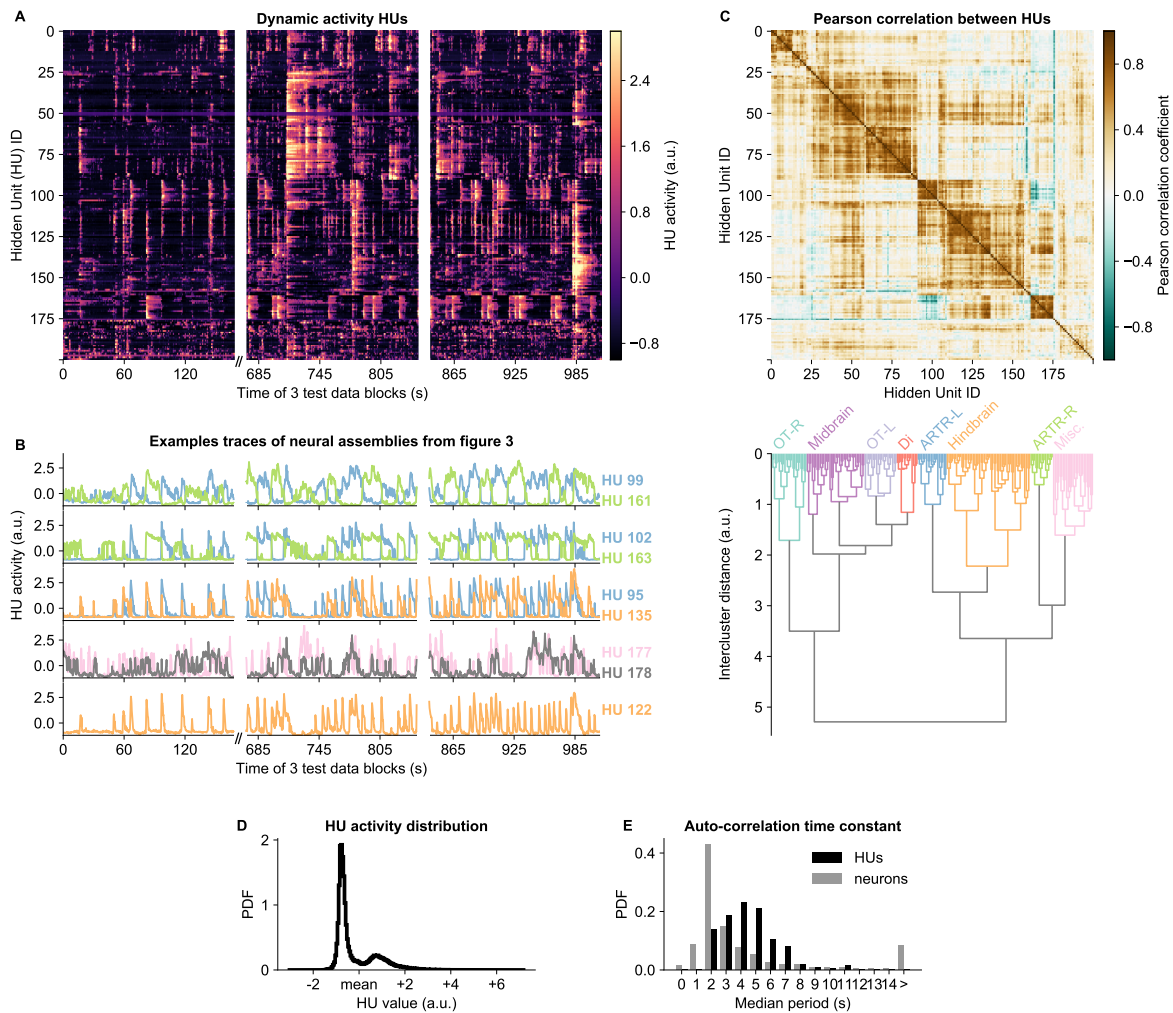 A
Dynamic activity HUs
0
25
50
75
100
125
150
175
Hidden Unit (HU) ID
0
60
120
//
685
745
805
865
925
985
Time of 3 test data blocks (s)
2.4
1.6
0.8
0.0
−0.8
HU activity (a.u.)
C
Pearson correlation between HUs
0
25
50
75
100
125
150
175
Hidden Unit ID
0
25
50
75
100
125
150
175
Hidden Unit ID
0.8
0.4
0.0
−0.4
−0.8
Pearson correlation coefficient
B
Examples traces of neural assemblies from figure 3
2.5
0.0
HU 99
HU 161
2.5
0.0
HU 102
HU 163
2.5
0.0
HU 95
HU 135
2.5
0.0
HU 177
HU 178
2.5
0.0
HU 122
HU activity (a.u.)
0
60
120
//
685
745
805
865
925
985
Time of 3 test data blocks (s)
OT-R
Midbrain
OT-L
Di
ARTR-L
Hindbrain
ARTR-R
Misc.
0
1
2
3
4
5
Intercluster distance (a.u.)
D
HU activity distribution
2
1
0
PDF
-2
mean
+2
+4
+6
HU value (a.u.)
E
Auto-correlation time constant
HUs
neurons
0.4
0.2
0.0
PDF
0 1 2 3 4 5 6 7 8 9 10 11 12 13 14 >
Median period (s)